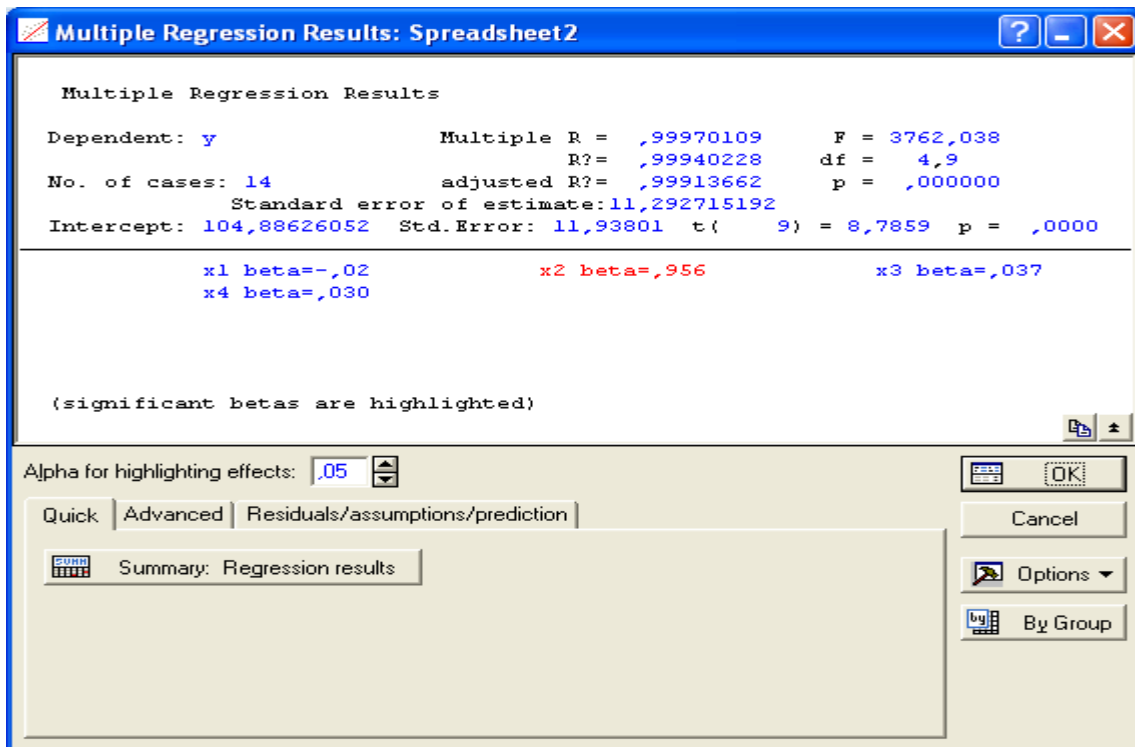 Multiple Regression Results: Spreadsheet2
Multiple Regression Results
Dependent: y Multiple R = ,99970109 F = 3762,038
R?= ,99940228 df = 4,9
No. of cases: 14 adjusted R?= ,99913662 p = ,000000
Standard error of estimate:11,292715192
Intercept: 104,88626052 Std.Error: 11,93801 t( 9) = 8,7859 p = ,0000
x1 beta=-,02 x2 beta=,956 x3 beta=,037
x4 beta=,030
(significant betas are highlighted)
Alpha for highlighting effects: ,05
OK
Quick Advanced Residuals/assumptions/prediction
Cancel
SUMM Summary: Regression results
Options
by By Group